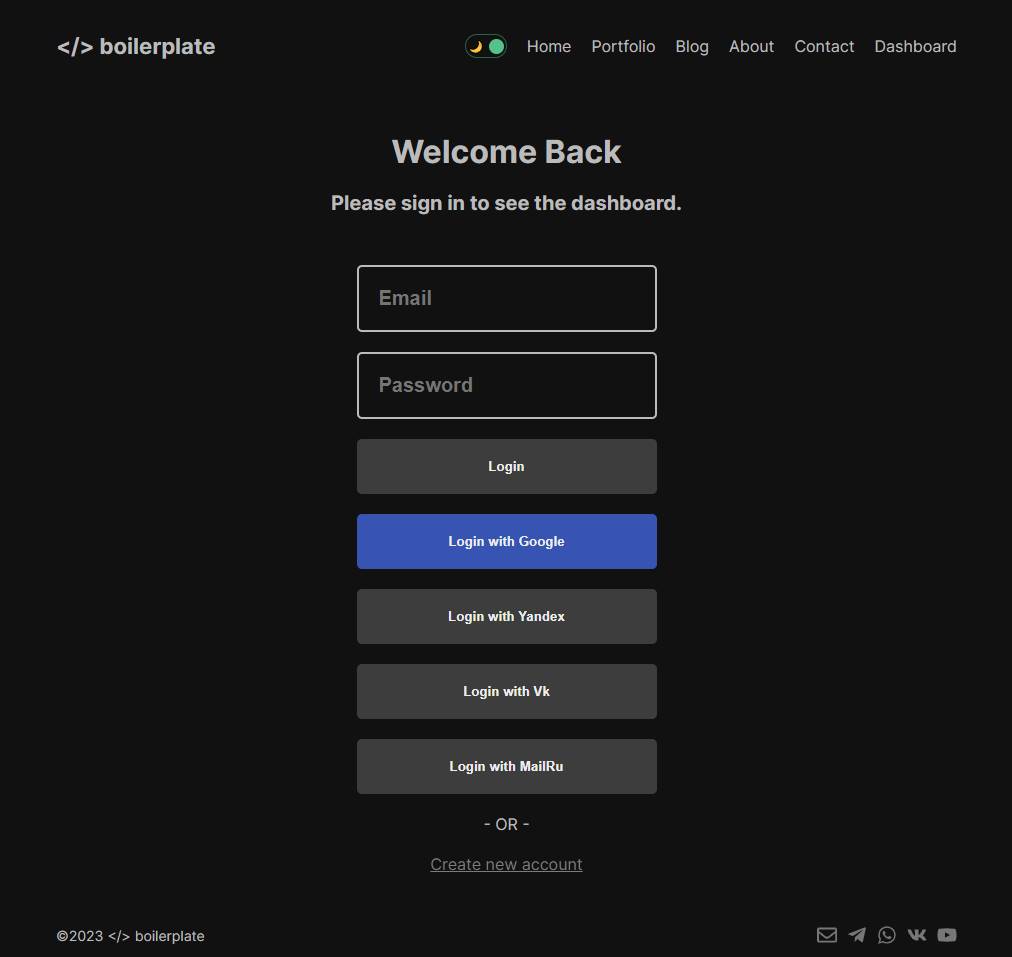 </> boilerplate
Home Portfolio Blog About Contact Dashboard
Welcome Back
Please sign in to see the dashboard.
Email
Password
Login
Login with Google
Login with Yandex
Login with Vk
Login with MailRu
- OR -
Create new account
©2023 </> boilerplate